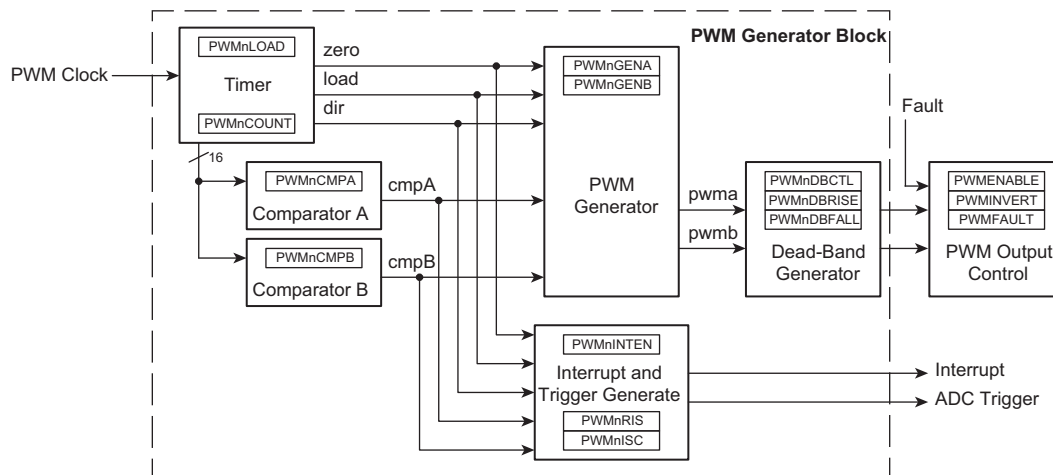 PWM Generator Block
PWM Clock
PWMnLOAD
Timer
PWMnCOUNT
zero
load
dir
16
PWMnCMPA
Comparator A
cmpA
PWMnCMPB
Comparator B
cmpB
PWMnGENA
PWMnGENB
PWM
Generator
pwma
pwmb
PWMnDBCTL
PWMnDBRISE
PWMnDBFALL
Dead-Band
Generator
Fault
PWMENABLE
PWMINVERT
PWMFAULT
PWM Output
Control
PWMnINTEN
Interrupt and
Trigger Generate
PWMnRIS
PWMnISC
Interrupt
ADC Trigger